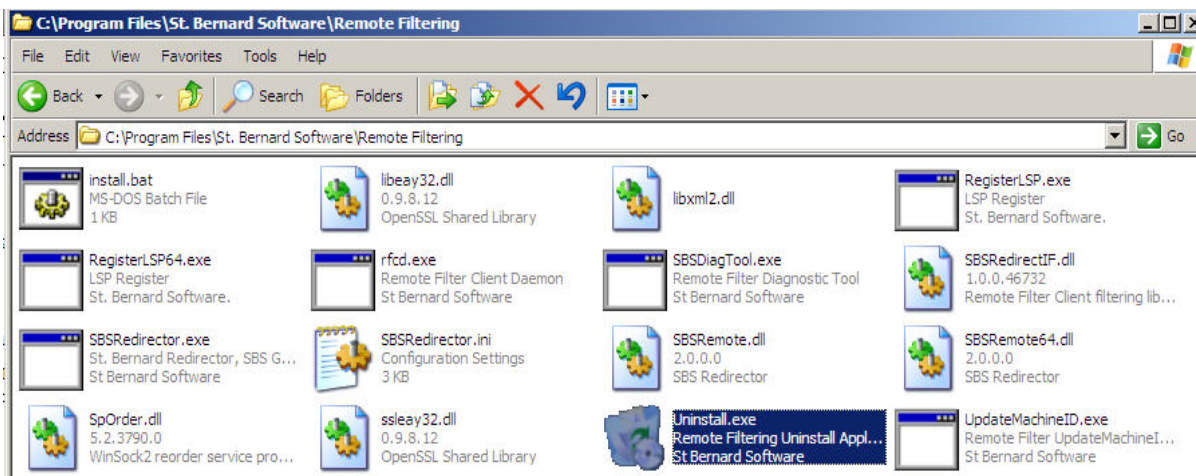 C:\Program Files\St. Bernard Software\Remote Filtering
File Edit View Favorites Tools Help
Back Search Folders
Address C:\Program Files\St. Bernard Software\Remote Filtering Go
install.bat
MS-DOS Batch File
1 KB
libeay32.dll
0.9.8.12
OpenSSL Shared Library
libxml2.dll
RegisterLSP.exe
LSP Register
St. Bernard Software.
RegisterLSP64.exe
LSP Register
St. Bernard Software.
rfcd.exe
Remote Filter Client Daemon
St Bernard Software
SBSDiagTool.exe
Remote Filter Diagnostic Tool
St Bernard Software
SBSRedirectIF.dll
1.0.0.46732
Remote Filter Client filtering lib...
SBSRedirector.exe
St. Bernard Redirector, SBS G...
St Bernard Software
SBSRedirector.ini
Configuration Settings
3 KB
SBSRemote.dll
2.0.0.0
SBS Redirector
SBSRemote64.dll
2.0.0.0
SBS Redirector
SpOrder.dll
5.2.3790.0
WinSock2 reorder service pro...
ssleay32.dll
0.9.8.12
OpenSSL Shared Library
Uninstall.exe
Remote Filtering Uninstall Appl...
St Bernard Software
UpdateMachineID.exe
Remote Filter UpdateMachineI...
St Bernard Software